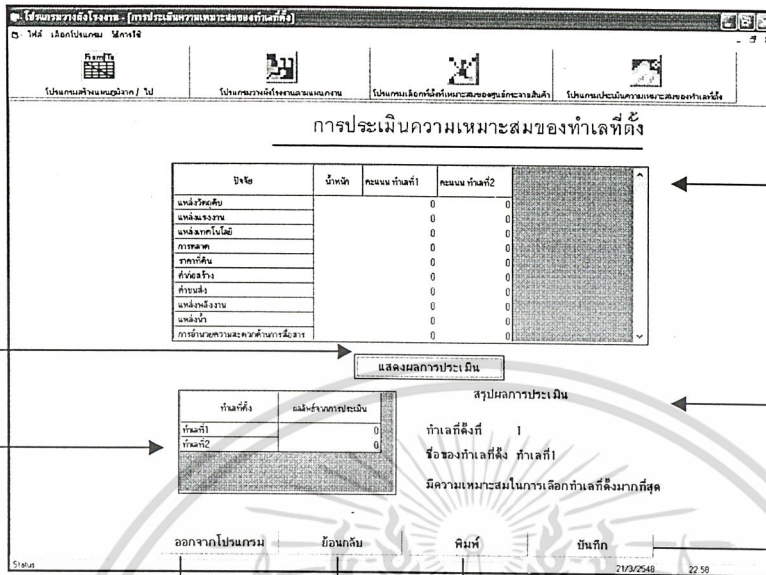 โปรแกรมวางผังโรงงาน - [การประเมินความเหมาะสมของทำเลที่ตั้ง]
ไฟล์ เลือกโปรแกรม วิธีการใช้
From/To
โปรแกรมสร้างแผนภูมิจาก / ไป
โปรแกรมวางผังโรงงานตามแผนกงาน
โปรแกรมเลือกที่ตั้งที่เหมาะสมของศูนย์กระจายสินค้า
โปรแกรมประเมินความเหมาะสมของทำเลที่ตั้ง
การประเมินความเหมาะสมของทำเลที่ตั้ง
ปัจจัย น้ำหนัก คะแนน ทำเลที่1 คะแนน ทำเลที่2
แหล่งวัตถุดิบ 0 0
แหล่งแรงงาน 0 0
แหล่งเทคโนโลยี 0 0
การตลาด 0 0
ราคาที่ดิน 0 0
ค่าก่อสร้าง 0 0
ค่าขนส่ง 0 0
แหล่งพลังงาน 0 0
แหล่งน้ำ 0 0
การอำนวยความสะดวกด้านการสื่อสาร 0 0
แสดงผลการประเมิน
ทำเลที่ตั้ง ผลลัพธ์จากการประเมิน
ทำเลที่1 0
ทำเลที่2 0
สรุปผลการประเมิน
ทำเลที่ตั้งที่ 1
ชื่อของทำเลที่ตั้ง ทำเลที่1
มีความเหมาะสมในการเลือกทำเลที่ตั้งมากที่สุด
ออกจากโปรแกรม ย้อนกลับ พิมพ์ บันทึก
Status 21/3/2548 22:58